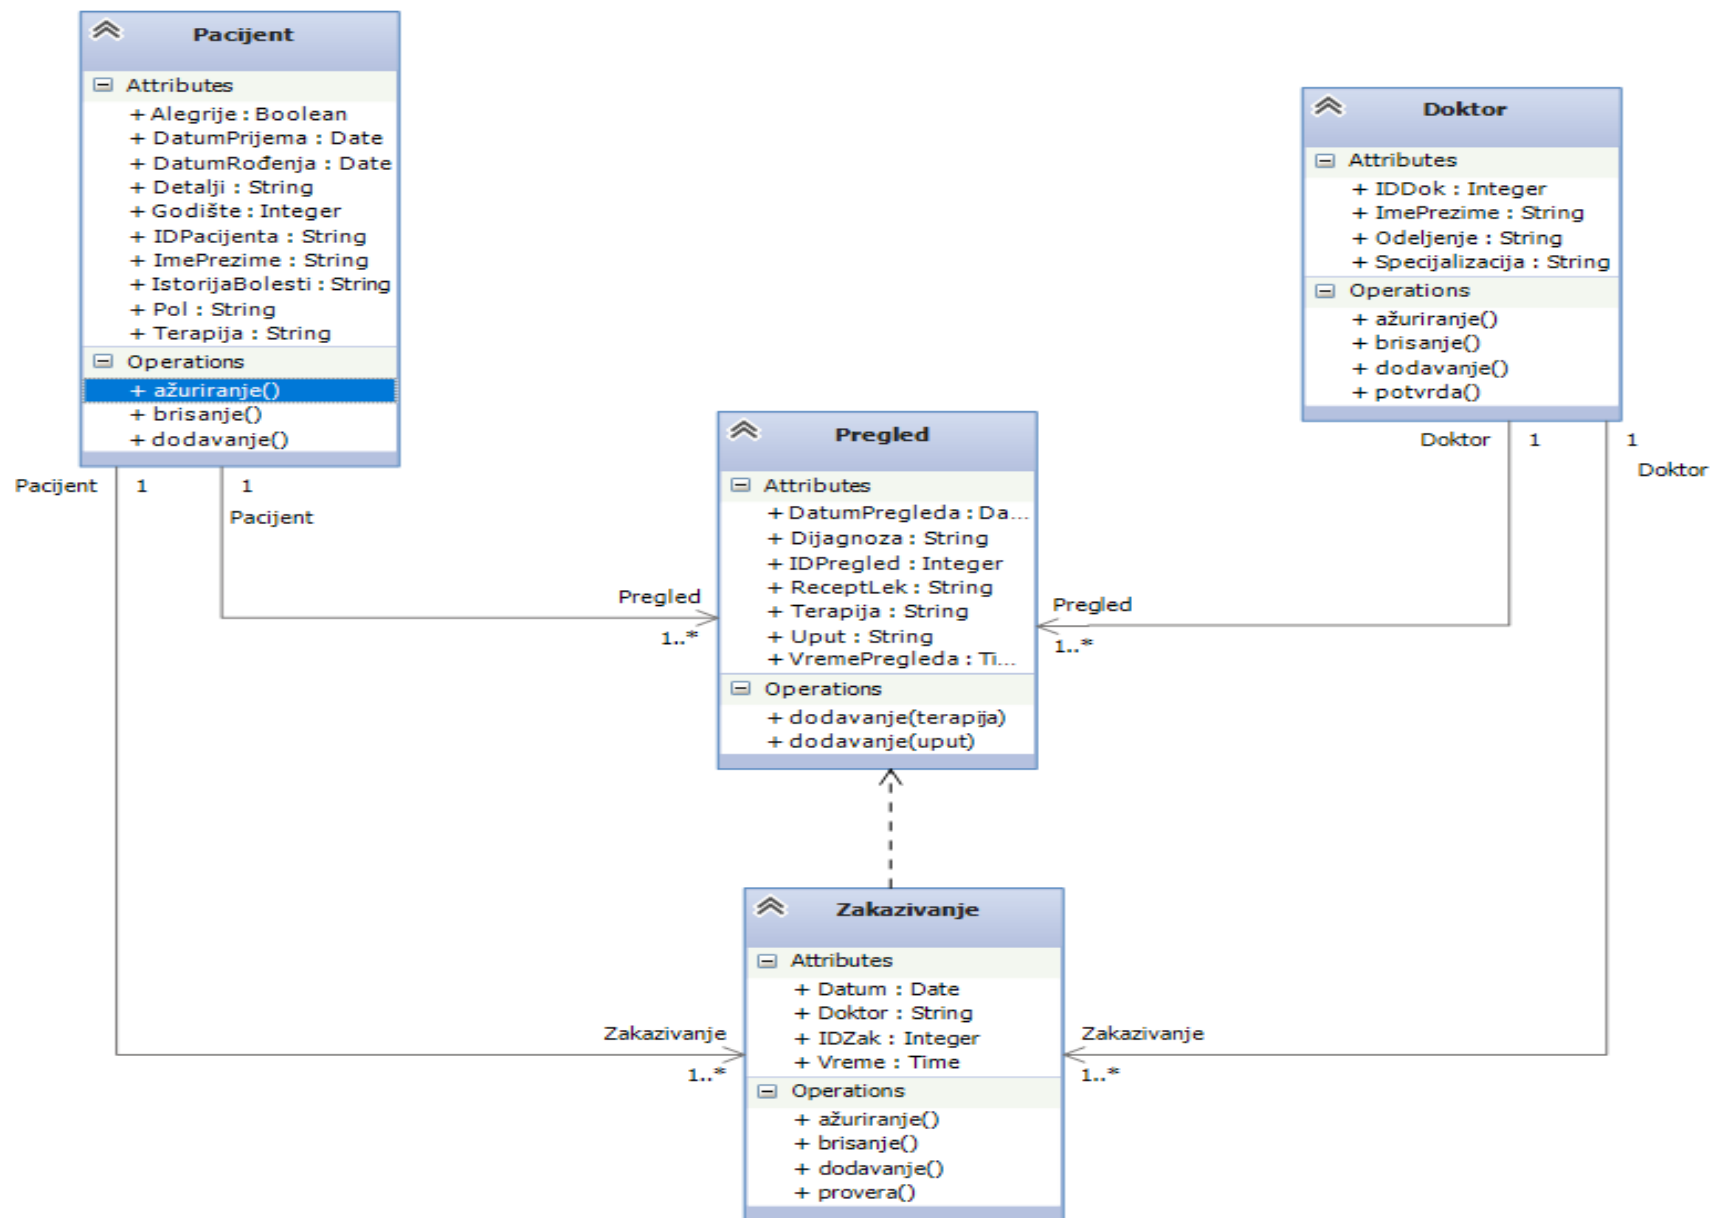 Pacijent
Attributes
+ Alegrije : Boolean
+ DatumPrijema : Date
+ DatumRođenja : Date
+ Detalji : String
+ Godište : Integer
+ IDPacijenta : String
+ ImePrezime : String
+ IstorijaBolesti : String
+ Pol : String
+ Terapija : String
Operations
+ ažuriranje()
+ brisanje()
+ dodavanje()
Doktor
Attributes
+ IDDok : Integer
+ ImePrezime : String
+ Odeljenje : String
+ Specijalizacija : String
Operations
+ ažuriranje()
+ brisanje()
+ dodavanje()
+ potvrda()
Pacijent 1
1
Pacijent
Doktor 1
1
Doktor
Pregled
Attributes
+ DatumPregleda : Da...
+ Dijagnoza : String
+ IDPregled : Integer
+ ReceptLek : String
+ Terapija : String
+ Uput : String
+ VremePregleda : Ti...
Operations
+ dodavanje(terapija)
+ dodavanje(uput)
Pregled
1..*
Pregled
1..*
Zakazivanje
Attributes
+ Datum : Date
+ Doktor : String
+ IDZak : Integer
+ Vreme : Time
Operations
+ ažuriranje()
+ brisanje()
+ dodavanje()
+ provera()
Zakazivanje
1..*
Zakazivanje
1..*